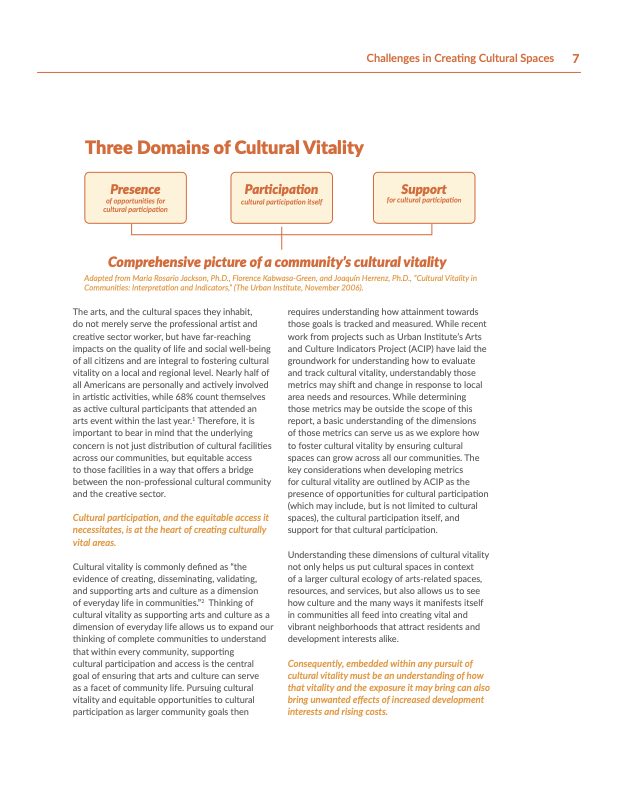 Challenges in Creating Cultural Spaces 7
Three Domains of Cultural Vitality
Presence
of opportunities for
cultural participation
Participation
cultural participation itself
Support
for cultural participation
Comprehensive picture of a community's cultural vitality
Adapted from Maria Rosario Jackson, Ph.D., Florence Kabwasa-Green, and Joaquín Herrenz, Ph.D., "Cultural Vitality in
Communities: Interpretation and Indicators," (The Urban Institute, November 2006).
The arts, and the cultural spaces they inhabit,
do not merely serve the professional artist and
creative sector worker, but have far-reaching
impacts on the quality of life and social well-being
of all citizens and are integral to fostering cultural
vitality on a local and regional level. Nearly half of
all Americans are personally and actively involved
in artistic activities, while 68% count themselves
as active cultural participants that attended an
arts event within the last year.¹ Therefore, it is
important to bear in mind that the underlying
concern is not just distribution of cultural facilities
across our communities, but equitable access
to those facilities in a way that offers a bridge
between the non-professional cultural community
and the creative sector.
Cultural participation, and the equitable access it
necessitates, is at the heart of creating culturally
vital areas.
Cultural vitality is commonly defined as "the
evidence of creating, disseminating, validating,
and supporting arts and culture as a dimension
of everyday life in communities."² Thinking of
cultural vitality as supporting arts and culture as a
dimension of everyday life allows us to expand our
thinking of complete communities to understand
that within every community, supporting
cultural participation and access is the central
goal of ensuring that arts and culture can serve
as a facet of community life. Pursuing cultural
vitality and equitable opportunities to cultural
participation as larger community goals then
requires understanding how attainment towards
those goals is tracked and measured. While recent
work from projects such as Urban Institute's Arts
and Culture Indicators Project (ACIP) have laid the
groundwork for understanding how to evaluate
and track cultural vitality, understandably those
metrics may shift and change in response to local
area needs and resources. While determining
those metrics may be outside the scope of this
report, a basic understanding of the dimensions
of those metrics can serve us as we explore how
to foster cultural vitality by ensuring cultural
spaces can grow across all our communities. The
key considerations when developing metrics
for cultural vitality are outlined by ACIP as the
presence of opportunities for cultural participation
(which may include, but is not limited to cultural
spaces), the cultural participation itself, and
support for that cultural participation.
Understanding these dimensions of cultural vitality
not only helps us put cultural spaces in context
of a larger cultural ecology of arts-related spaces,
resources, and services, but also allows us to see
how culture and the many ways it manifests itself
in communities all feed into creating vital and
vibrant neighborhoods that attract residents and
development interests alike.
Consequently, embedded within any pursuit of
cultural vitality must be an understanding of how
that vitality and the exposure it may bring can also
bring unwanted effects of increased development
interests and rising costs.